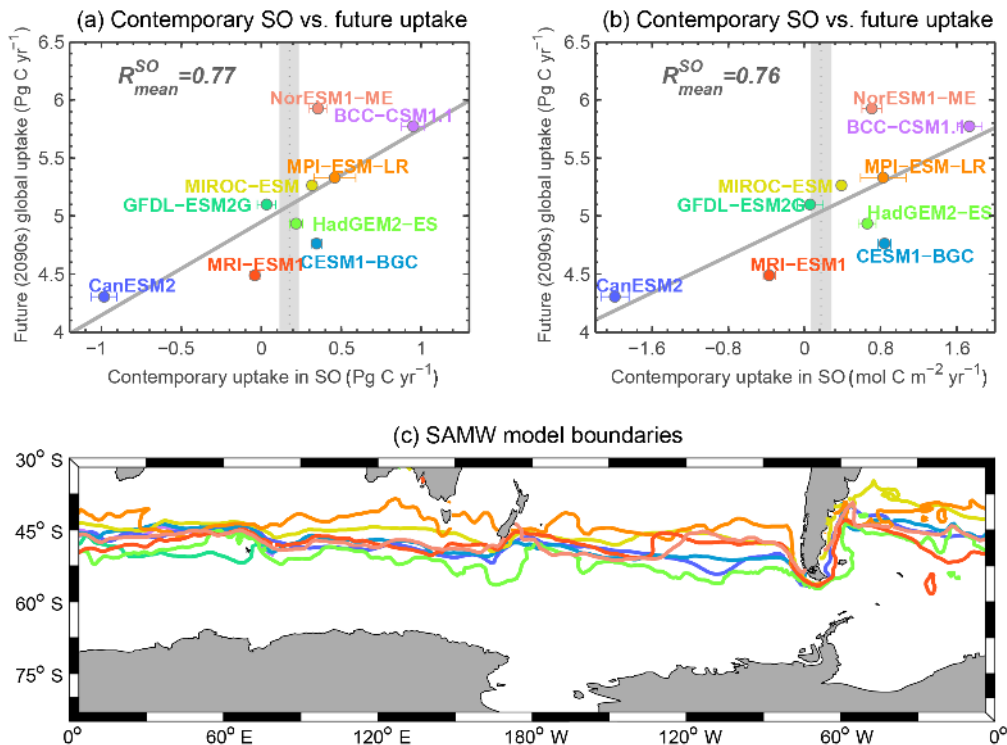 (a) Contemporary SO vs. future uptake
Future (2090s) global uptake (Pg C yr⁻¹)
6.5
6
5.5
5
4.5
4
R^SO_mean=0.77
NorESM1−ME
BCC−CSM1.1
MPI−ESM−LR
MIROC−ESM
GFDL−ESM2G
HadGEM2−ES
MRI−ESM1
CESM1−BGC
CanESM2
−1
−0.5
0
0.5
1
Contemporary uptake in SO (Pg C yr⁻¹)
(b) Contemporary SO vs. future uptake
Future (2090s) global uptake (Pg C yr⁻¹)
6.5
6
5.5
5
4.5
4
R^SO_mean=0.76
NorESM1−ME
BCC−CSM1.
MPI−ESM−LR
MIROC−ESM
GFDL−ESM2G
HadGEM2−ES
MRI−ESM1
CESM1−BGC
CanESM2
−1.6
−0.8
0
0.8
1.6
Contemporary uptake in SO (mol C m⁻² yr⁻¹)
(c) SAMW model boundaries
30° S
45° S
60° S
75° S
0°
60° E
120° E
180° W
120° W
60° W
0°